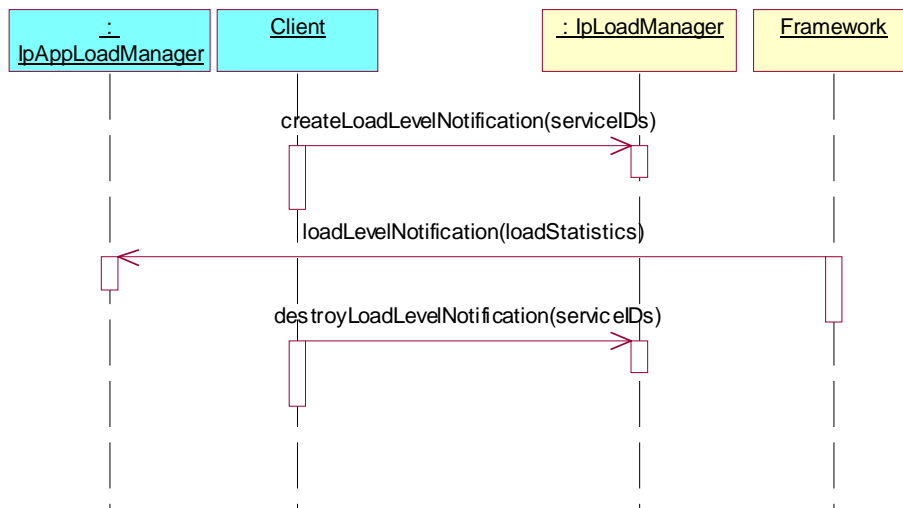 :
IpAppLoadManager
Client
: IpLoadManager
Framework
createLoadLevelNotification(serviceIDs)
loadLevelNotification(loadStatistics)
destroyLoadLevelNotification(serviceIDs)